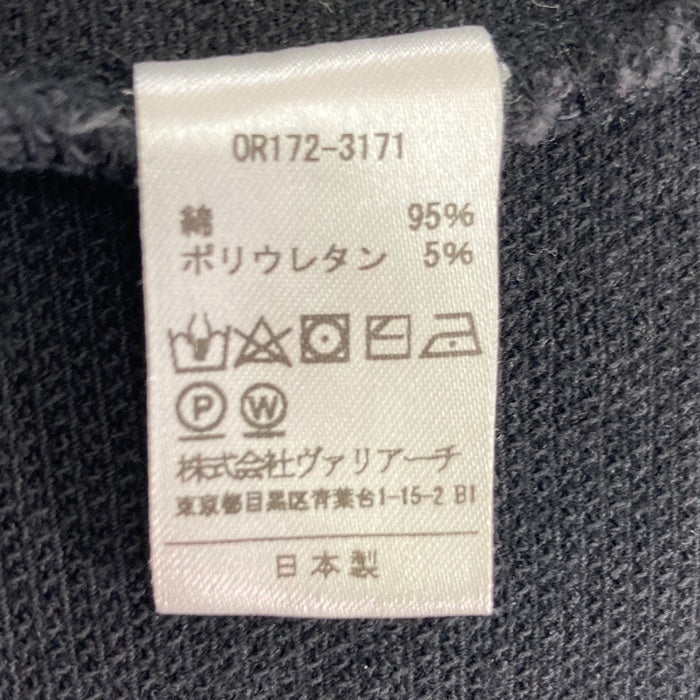 OR172-3171
綿 95%
ポリウレタン 5%
P W
株式会社ヴァリアーチ
東京都目黒区青葉台1-15-2 B1
日本製